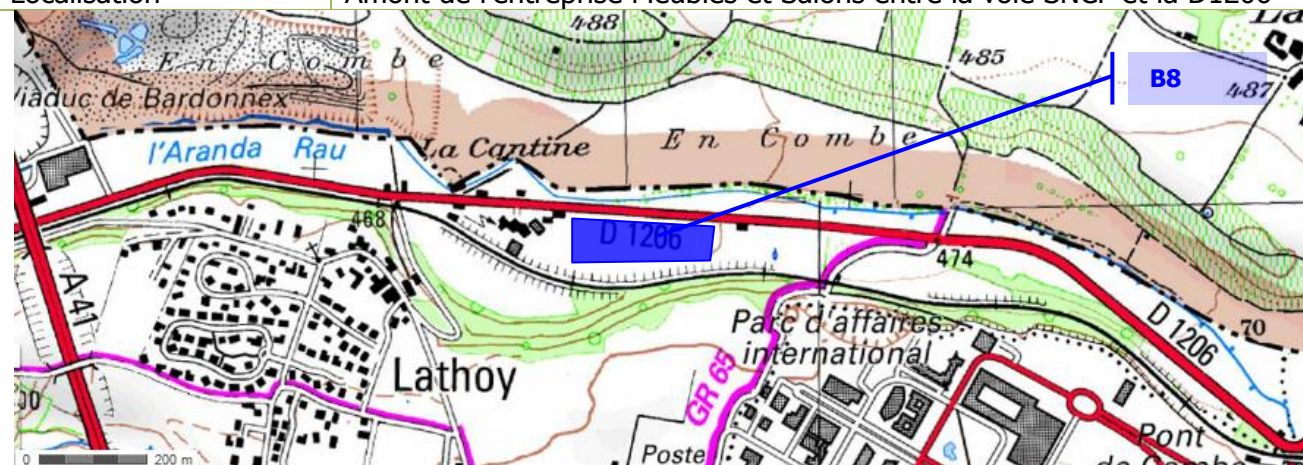 Localisation
Amont de l'entreprise Meubles et Salons entre la voie SNCF et la D1206
488
485
En Combe
B8
487
Viaduc de Bardonnex
l'Aranda Rau
La Cantine
En Combe
468
D 1206
474
A 41
Parc d'affaires
international
D 1206
70
Lathoy
GR 65
Poste
Pont
0 200 m